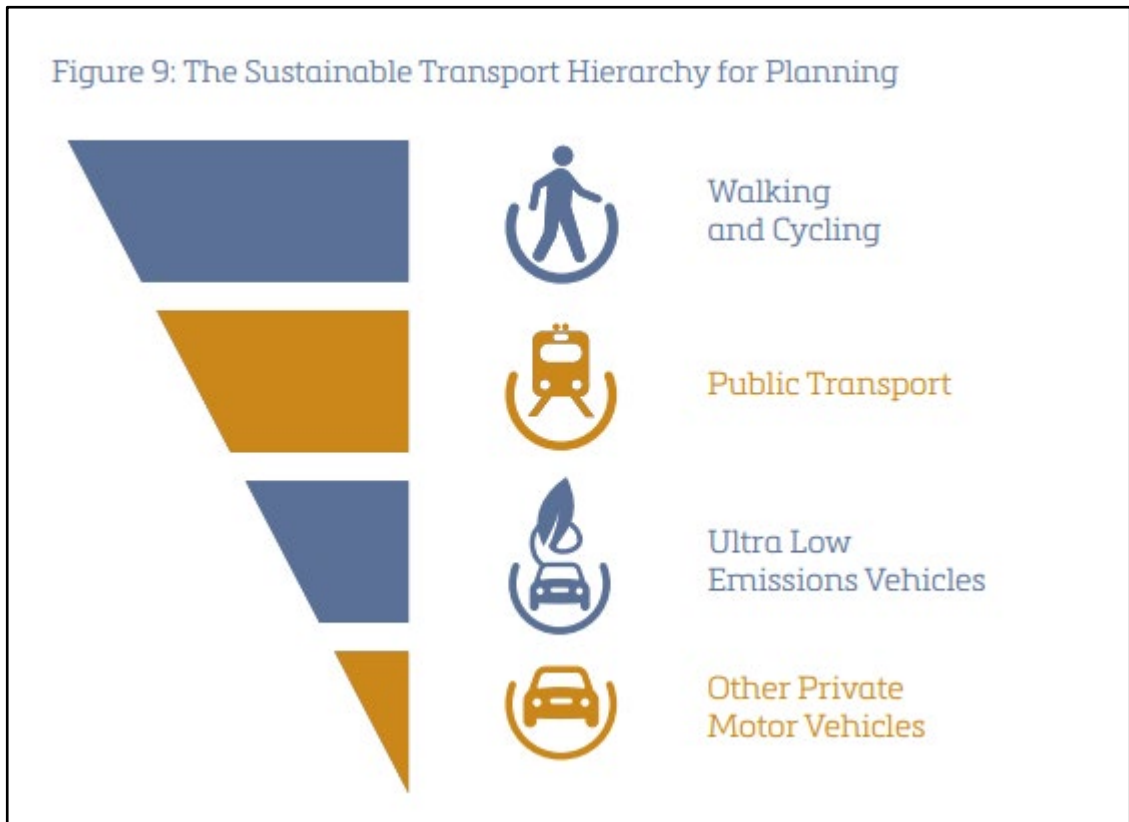 Figure 9: The Sustainable Transport Hierarchy for Planning
Walking
and Cycling
Public Transport
Ultra Low
Emissions Vehicles
Other Private
Motor Vehicles